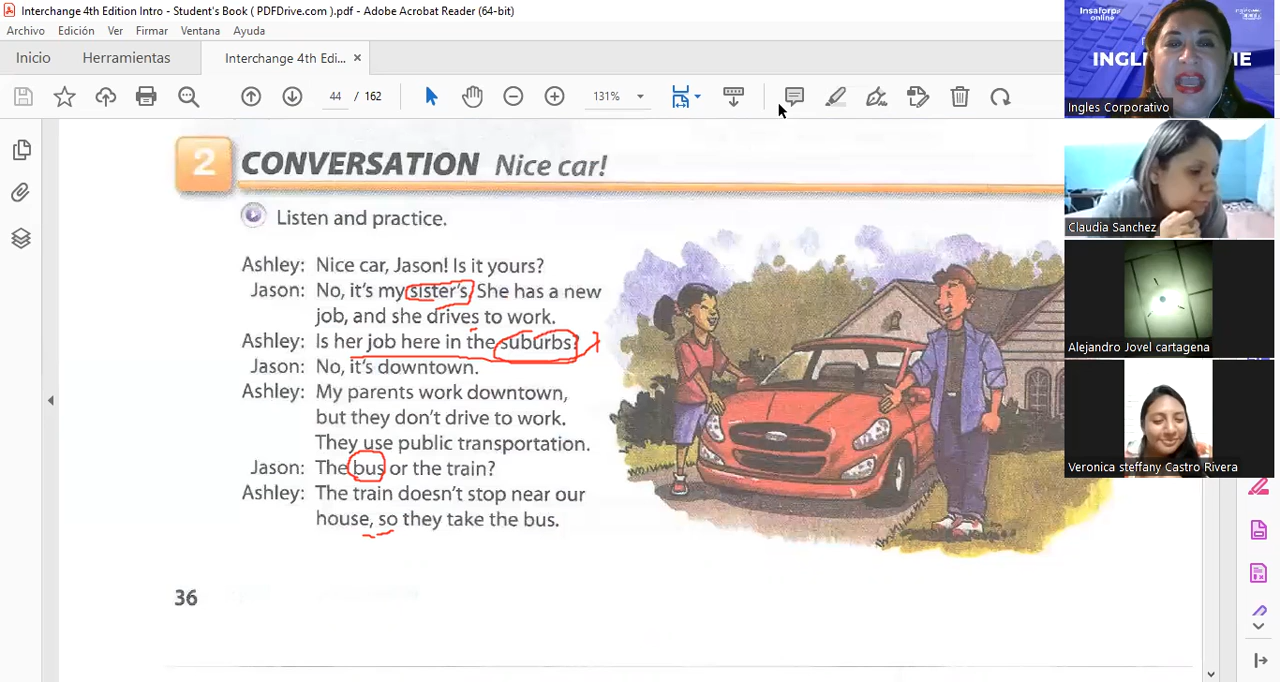 Interchange 4th Edition Intro - Student's Book ( PDFDrive.com ).pdf - Adobe Acrobat Reader (64-bit)
Archivo Edición Ver Firmar Ventana Ayuda
Inicio Herramientas Interchange 4th Edi... ×
44 / 162 131%
Insaforp
online
INGL
IE
Ingles Corporativo
Claudia Sanchez
Alejandro Jovel cartagena
Veronica steffany Castro Rivera
2 CONVERSATION Nice car!
Listen and practice.
Ashley: Nice car, Jason! Is it yours?
Jason: No, it's my sister's. She has a new
job, and she drives to work.
Ashley: Is her job here in the suburbs?
Jason: No, it's downtown.
Ashley: My parents work downtown,
but they don't drive to work.
They use public transportation.
Jason: The bus or the train?
Ashley: The train doesn't stop near our
house, so they take the bus.
36